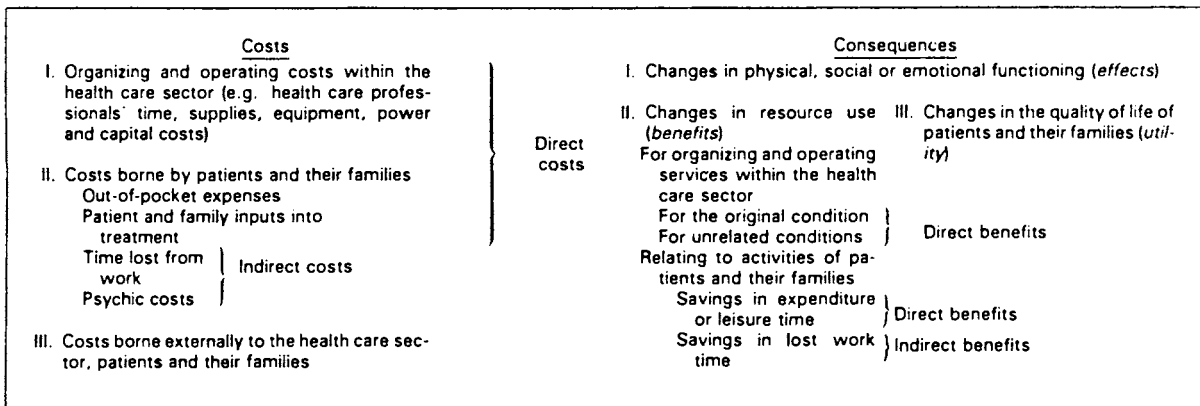 Costs
I. Organizing and operating costs within the
health care sector (e.g. health care profes-
sionals' time, supplies, equipment, power
and capital costs)
II. Costs borne by patients and their families
Out-of-pocket expenses
Patient and family inputs into
treatment
Time lost from
work
Psychic costs
Indirect costs
III. Costs borne externally to the health care sec-
tor, patients and their families
Direct
costs
Consequences
I. Changes in physical, social or emotional functioning (effects)
II. Changes in resource use
(benefits)
For organizing and operating
services within the health
care sector
For the original condition
For unrelated conditions
Direct benefits
Relating to activities of pa-
tients and their families
Savings in expenditure
or leisure time
Direct benefits
Savings in lost work
time
Indirect benefits
III. Changes in the quality of life of
patients and their families (util-
ity)